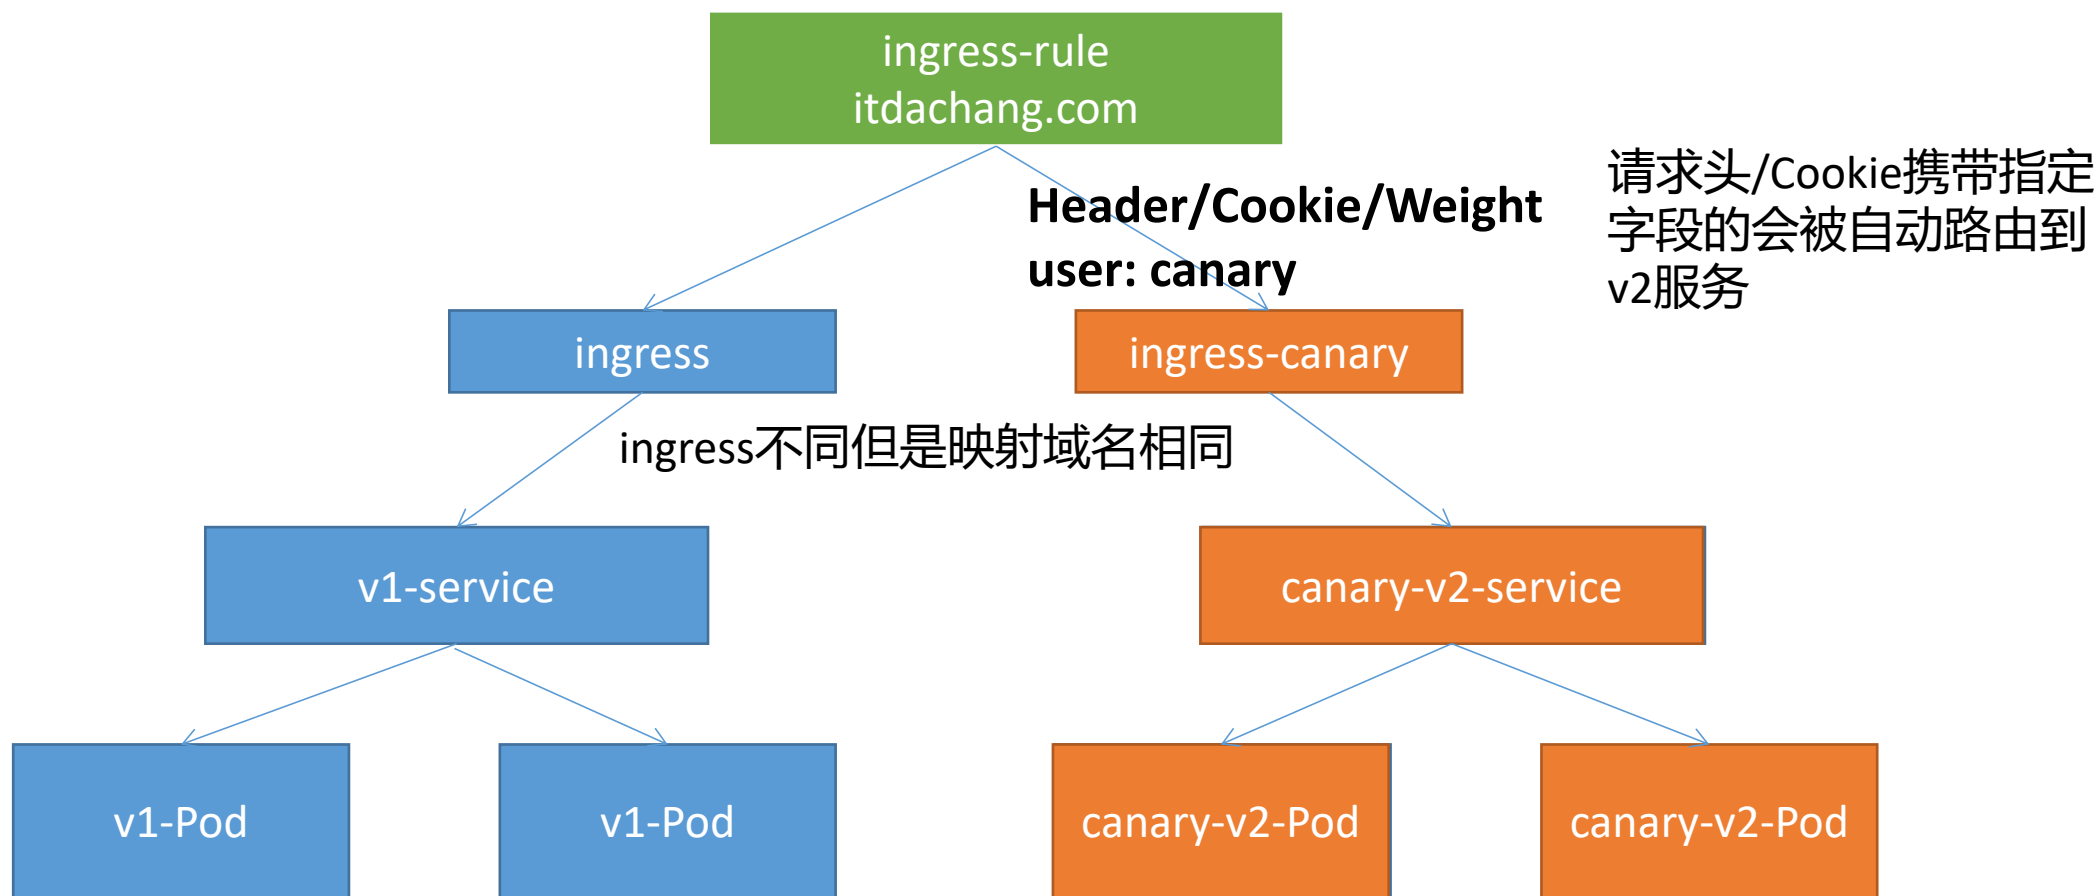 ingress-rule
itdachang.com
Header/Cookie/Weight
user: canary
请求头/Cookie携带指定
字段的会被自动路由到
v2服务
ingress
ingress-canary
ingress不同但是映射域名相同
v1-service
canary-v2-service
v1-Pod
v1-Pod
canary-v2-Pod
canary-v2-Pod